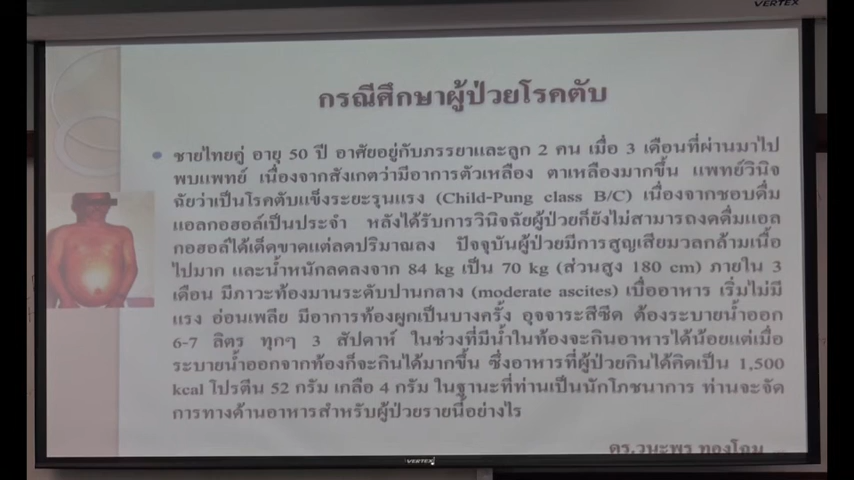 VERTEX
กรณีศึกษาผู้ป่วยโรคตับ
ชายไทยคู่ อายุ 50 ปี อาศัยอยู่กับภรรยาและลูก 2 คน เมื่อ 3 เดือนที่ผ่านมาไป
พบแพทย์ เนื่องจากสังเกตว่ามีอาการตัวเหลือง ตาเหลืองมากขึ้น แพทย์วินิจ
ฉัยว่าเป็นโรคตับแข็งระยะรุนแรง (Child-Pung class B/C) เนื่องจากชอบดื่ม
แอลกอฮอล์เป็นประจำ หลังได้รับการวินิจฉัยผู้ป่วยก็ยังไม่สามารถงดดื่มแอล
กอฮอล์ได้เด็ดขาดแต่ลดปริมาณลง ปัจจุบันผู้ป่วยมีการสูญเสียมวลกล้ามเนื้อ
ไปมาก และน้ำหนักลดลงจาก 84 kg เป็น 70 kg (ส่วนสูง 180 cm) ภายใน 3
เดือน มีภาวะท้องมานระดับปานกลาง (moderate ascites) เบื่ออาหาร เริ่มไม่มี
แรง อ่อนเพลีย มีอาการท้องผูกเป็นบางครั้ง อุจจาระสีซีด ต้องระบายน้ำออก
6-7 ลิตร ทุกๆ 3 สัปดาห์ ในช่วงที่มีน้ำในท้องจะกินอาหารได้น้อยแต่เมื่อ
ระบายน้ำออกจากท้องก็จะกินได้มากขึ้น ซึ่งอาหารที่ผู้ป่วยกินได้คิดเป็น 1,500
kcal โปรตีน 52 กรัม เกลือ 4 กรัม ในฐานะที่ท่านเป็นนักโภชนาการ ท่านจะจัด
การทางด้านอาหารสำหรับผู้ป่วยรายนี้อย่างไร
ดร.วนะพร ทองโฉม
VERTEX